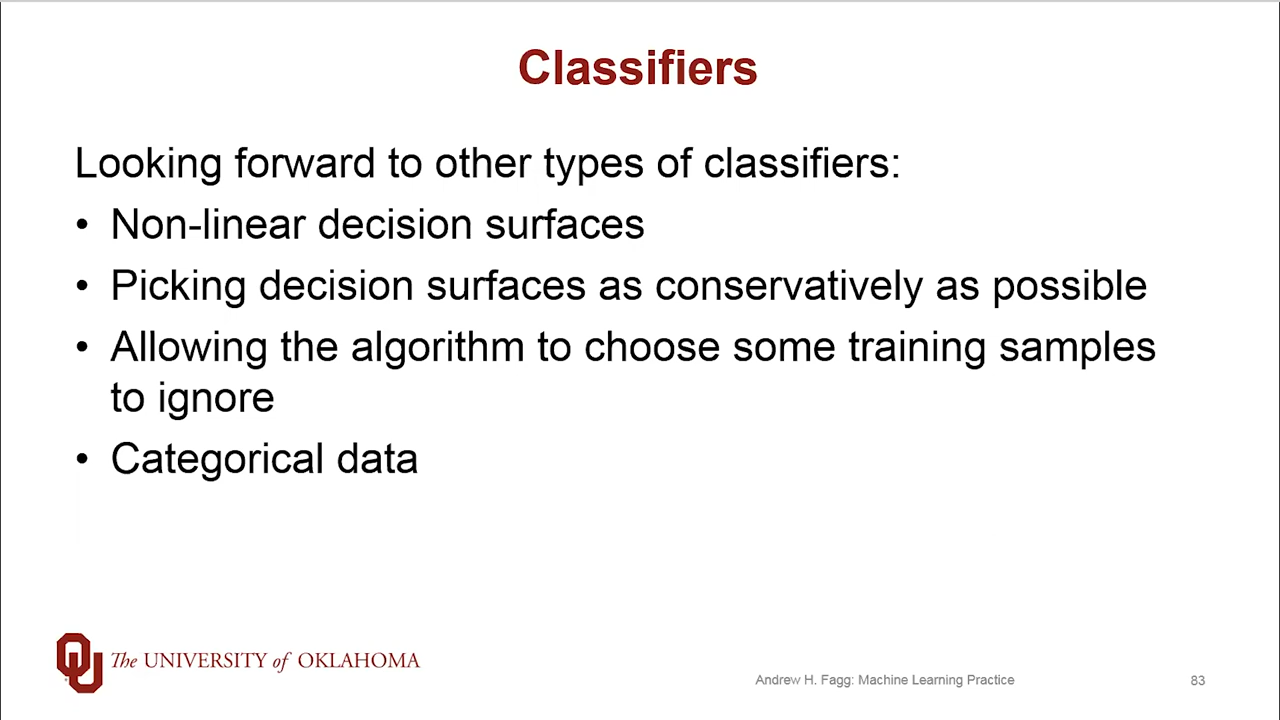 Classifiers
Looking forward to other types of classifiers:
• Non-linear decision surfaces
• Picking decision surfaces as conservatively as possible
• Allowing the algorithm to choose some training samples
to ignore
• Categorical data
The UNIVERSITY of OKLAHOMA
Andrew H. Fagg: Machine Learning Practice
83